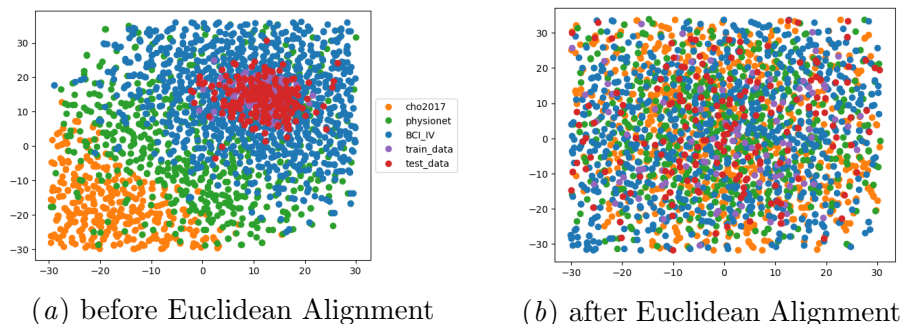 30
20
10
0
−10
−20
−30
−30 −20 −10 0 10 20 30
cho2017
physionet
BCI_IV
train_data
test_data
30
20
10
0
−10
−20
−30
−30 −20 −10 0 10 20 30
(a) before Euclidean Alignment
(b) after Euclidean Alignment